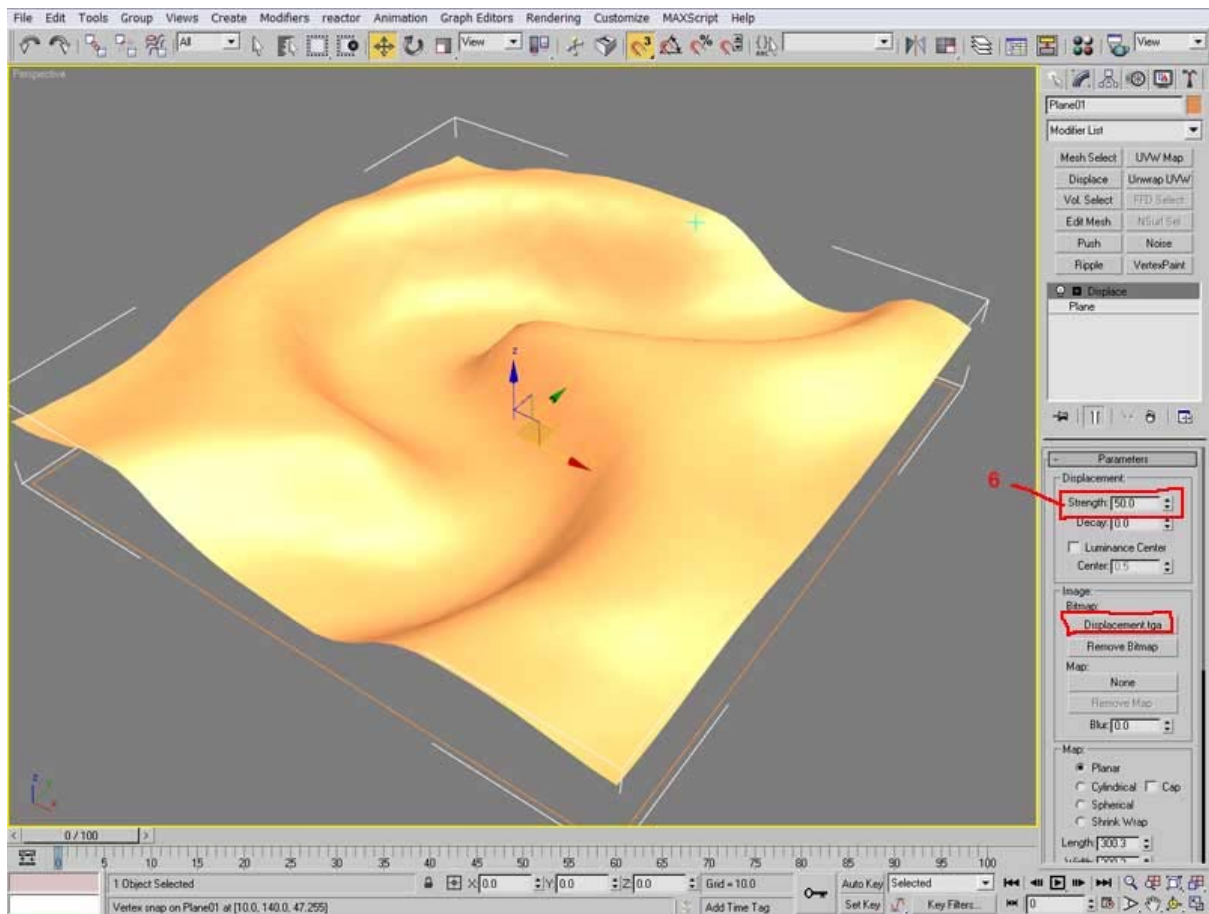 File Edit Tools Group Views Create Modifiers reactor Animation Graph Editors Rendering Customize MAXScript Help
All
View
3
View
Perspective
Plane01
Modifier List
Mesh Select UVW Map
Displace Unwrap UVW
Vol. Select FFD Select
Edit Mesh NSurf Sel
Push Noise
Ripple VertexPaint
Displace
Plane
z
Parameters
Displacement:
6
Strength: 50.0
Decay: 0.0
Luminance Center
Center: 0.5
Image:
Bitmap:
Displacement.tga
Remove Bitmap
Map:
None
Remove Map
Blur: 0.0
Map:
Planar
Cylindrical Cap
Spherical
Shrink Wrap
Length: 300.3
z
y
x
0 / 100
0 5 10 15 20 25 30 35 40 45 50 55 60 65 70 75 80 85 90 95 100
1 Object Selected X: 0.0 Y: 0.0 Z: 0.0 Grid = 10.0 Auto Key Selected
Vertex snap on Plane01 at [10.0, 140.0, 47.255] Add Time Tag Set Key Key Filters... 0